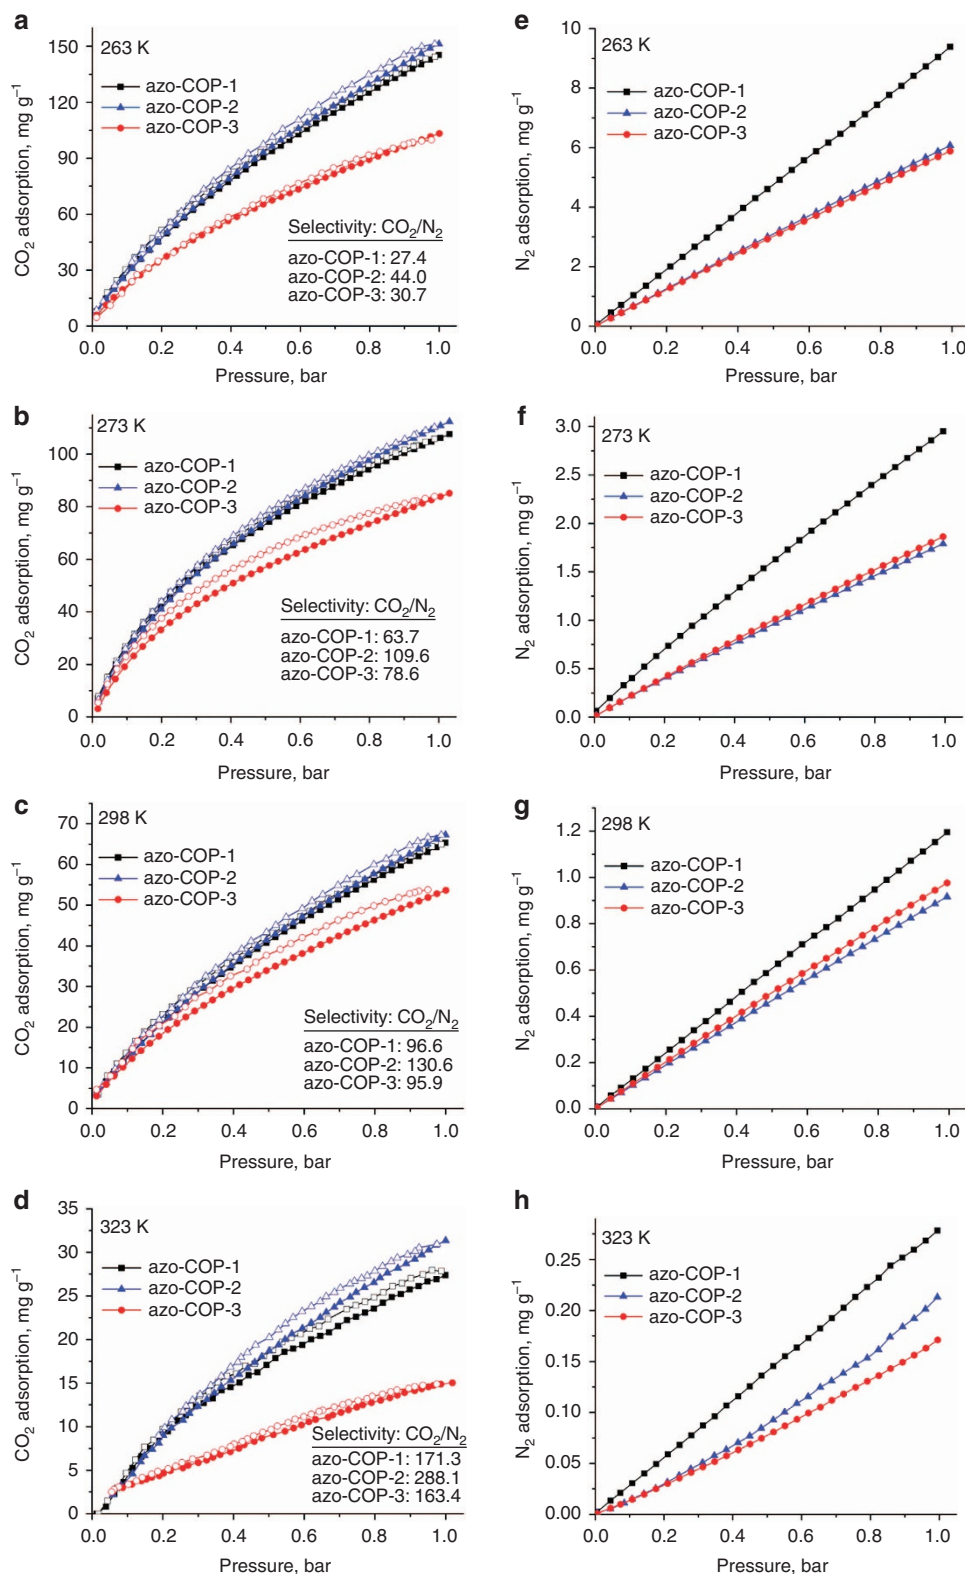 a
263 K
azo-COP-1
azo-COP-2
azo-COP-3
Selectivity: CO₂/N₂
azo-COP-1: 27.4
azo-COP-2: 44.0
azo-COP-3: 30.7
150
120
90
60
30
0
CO₂ adsorption, mg g⁻¹
0.0 0.2 0.4 0.6 0.8 1.0
Pressure, bar
e
263 K
azo-COP-1
azo-COP-2
azo-COP-3
10
8
6
4
2
0
N₂ adsorption, mg g⁻¹
0.0 0.2 0.4 0.6 0.8 1.0
Pressure, bar
b
273 K
azo-COP-1
azo-COP-2
azo-COP-3
Selectivity: CO₂/N₂
azo-COP-1: 63.7
azo-COP-2: 109.6
azo-COP-3: 78.6
100
80
60
40
20
0
CO₂ adsorption, mg g⁻¹
0.0 0.2 0.4 0.6 0.8 1.0
Pressure, bar
f
273 K
azo-COP-1
azo-COP-2
azo-COP-3
3.0
2.5
2.0
1.5
1.0
0.5
0.0
N₂ adsorption, mg g⁻¹
0.0 0.2 0.4 0.6 0.8 1.0
Pressure, bar
c
298 K
azo-COP-1
azo-COP-2
azo-COP-3
Selectivity: CO₂/N₂
azo-COP-1: 96.6
azo-COP-2: 130.6
azo-COP-3: 95.9
70
60
50
40
30
20
10
0
CO₂ adsorption, mg g⁻¹
0.0 0.2 0.4 0.6 0.8 1.0
Pressure, bar
g
298 K
azo-COP-1
azo-COP-2
azo-COP-3
1.2
1.0
0.8
0.6
0.4
0.2
0.0
N₂ adsorption, mg g⁻¹
0.0 0.2 0.4 0.6 0.8 1.0
Pressure, bar
d
323 K
azo-COP-1
azo-COP-2
azo-COP-3
Selectivity: CO₂/N₂
azo-COP-1: 171.3
azo-COP-2: 288.1
azo-COP-3: 163.4
35
30
25
20
15
10
5
0
CO₂ adsorption, mg g⁻¹
0.0 0.2 0.4 0.6 0.8 1.0
Pressure, bar
h
323 K
azo-COP-1
azo-COP-2
azo-COP-3
0.25
0.20
0.15
0.10
0.05
0.00
N₂ adsorption, mg g⁻¹
0.0 0.2 0.4 0.6 0.8 1.0
Pressure, bar